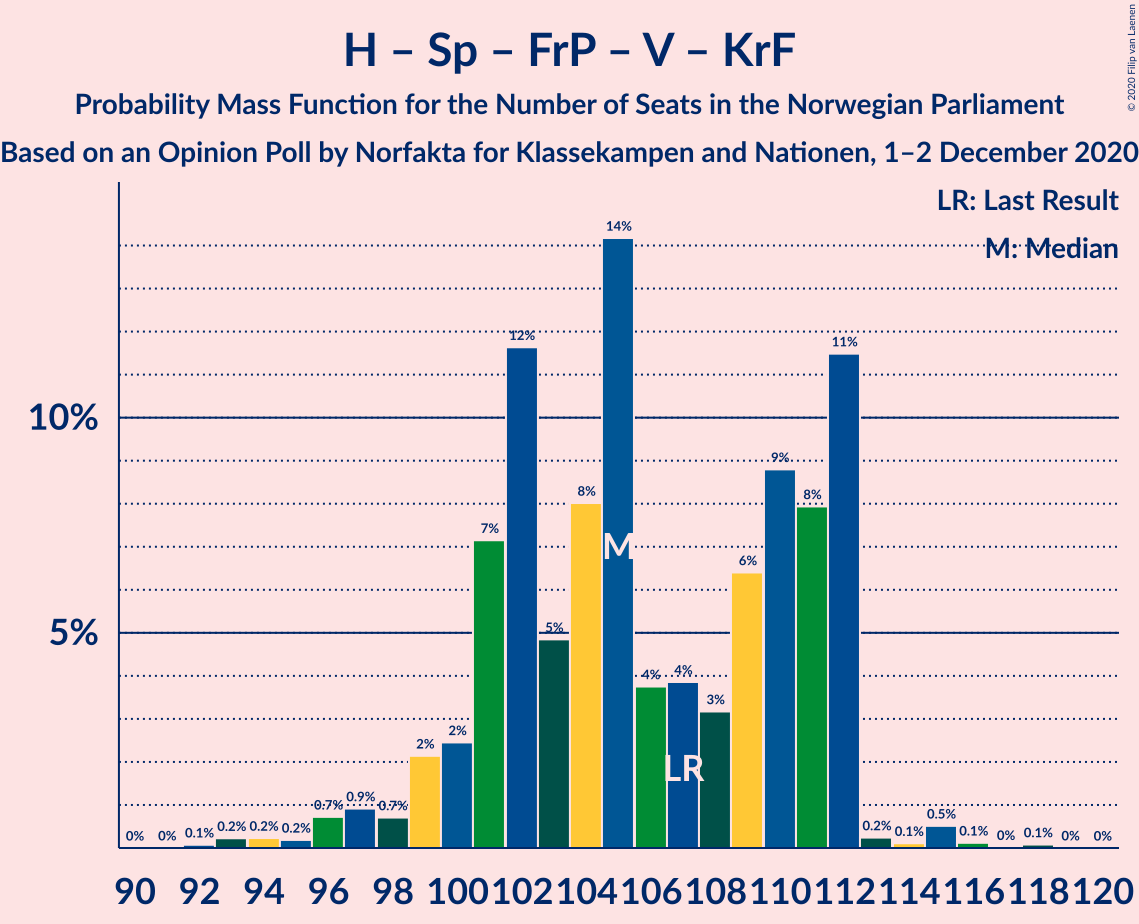 H – Sp – FrP – V – KrF
Probability Mass Function for the Number of Seats in the Norwegian Parliament
Based on an Opinion Poll by Norfakta for Klassekampen and Nationen, 1–2 December 2020
© 2020 Filip van Laenen
LR: Last Result
M: Median
10%
5%
0% 0% 0.1% 0.2% 0.2% 0.2% 0.7% 0.9% 0.7% 2% 2% 7% 12% 5% 8% 14% 4% 4% 3% 6% 9% 8% 11% 0.2% 0.1% 0.5% 0.1% 0% 0.1% 0% 0%
M
LR
90 92 94 96 98 100 102 104 106 108 110 112 114 116 118 120